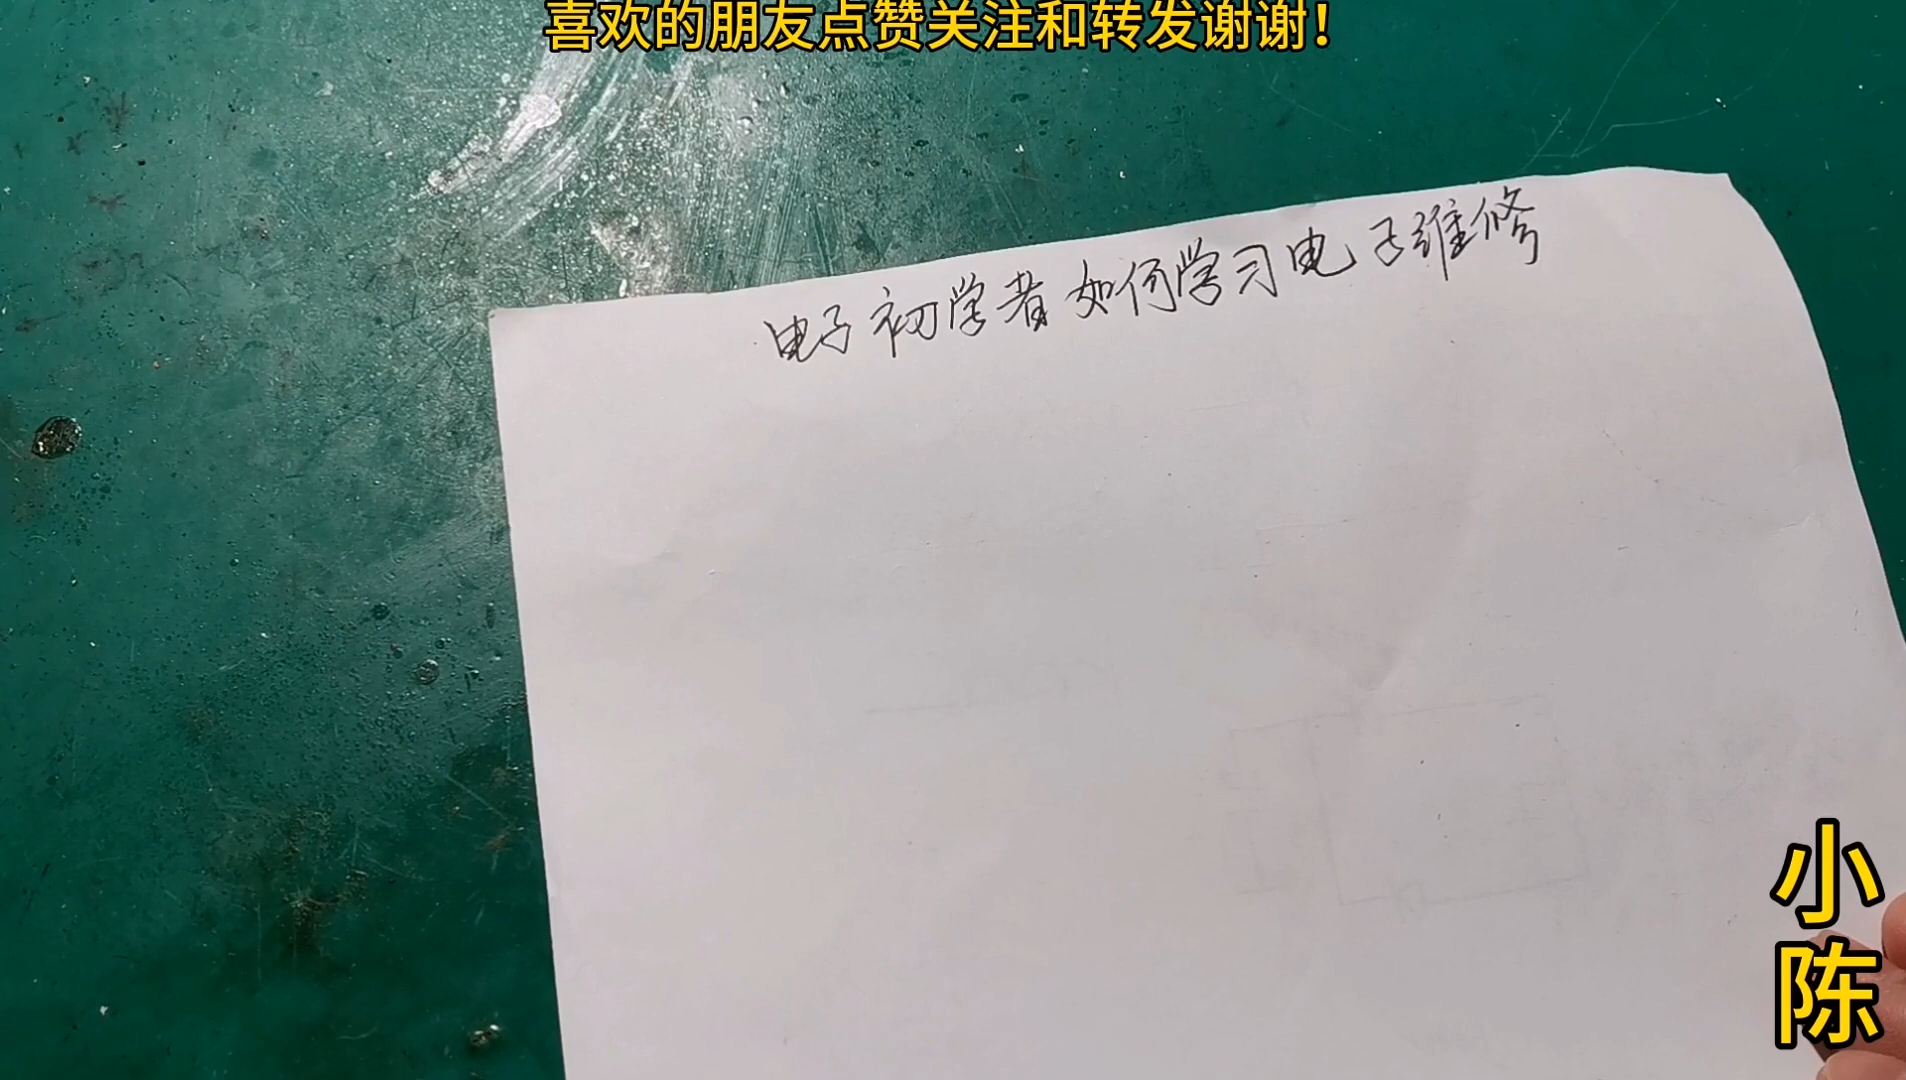 喜欢的朋友点赞关注和转发谢谢！
电子初学者如何学习电子维修
小
陈